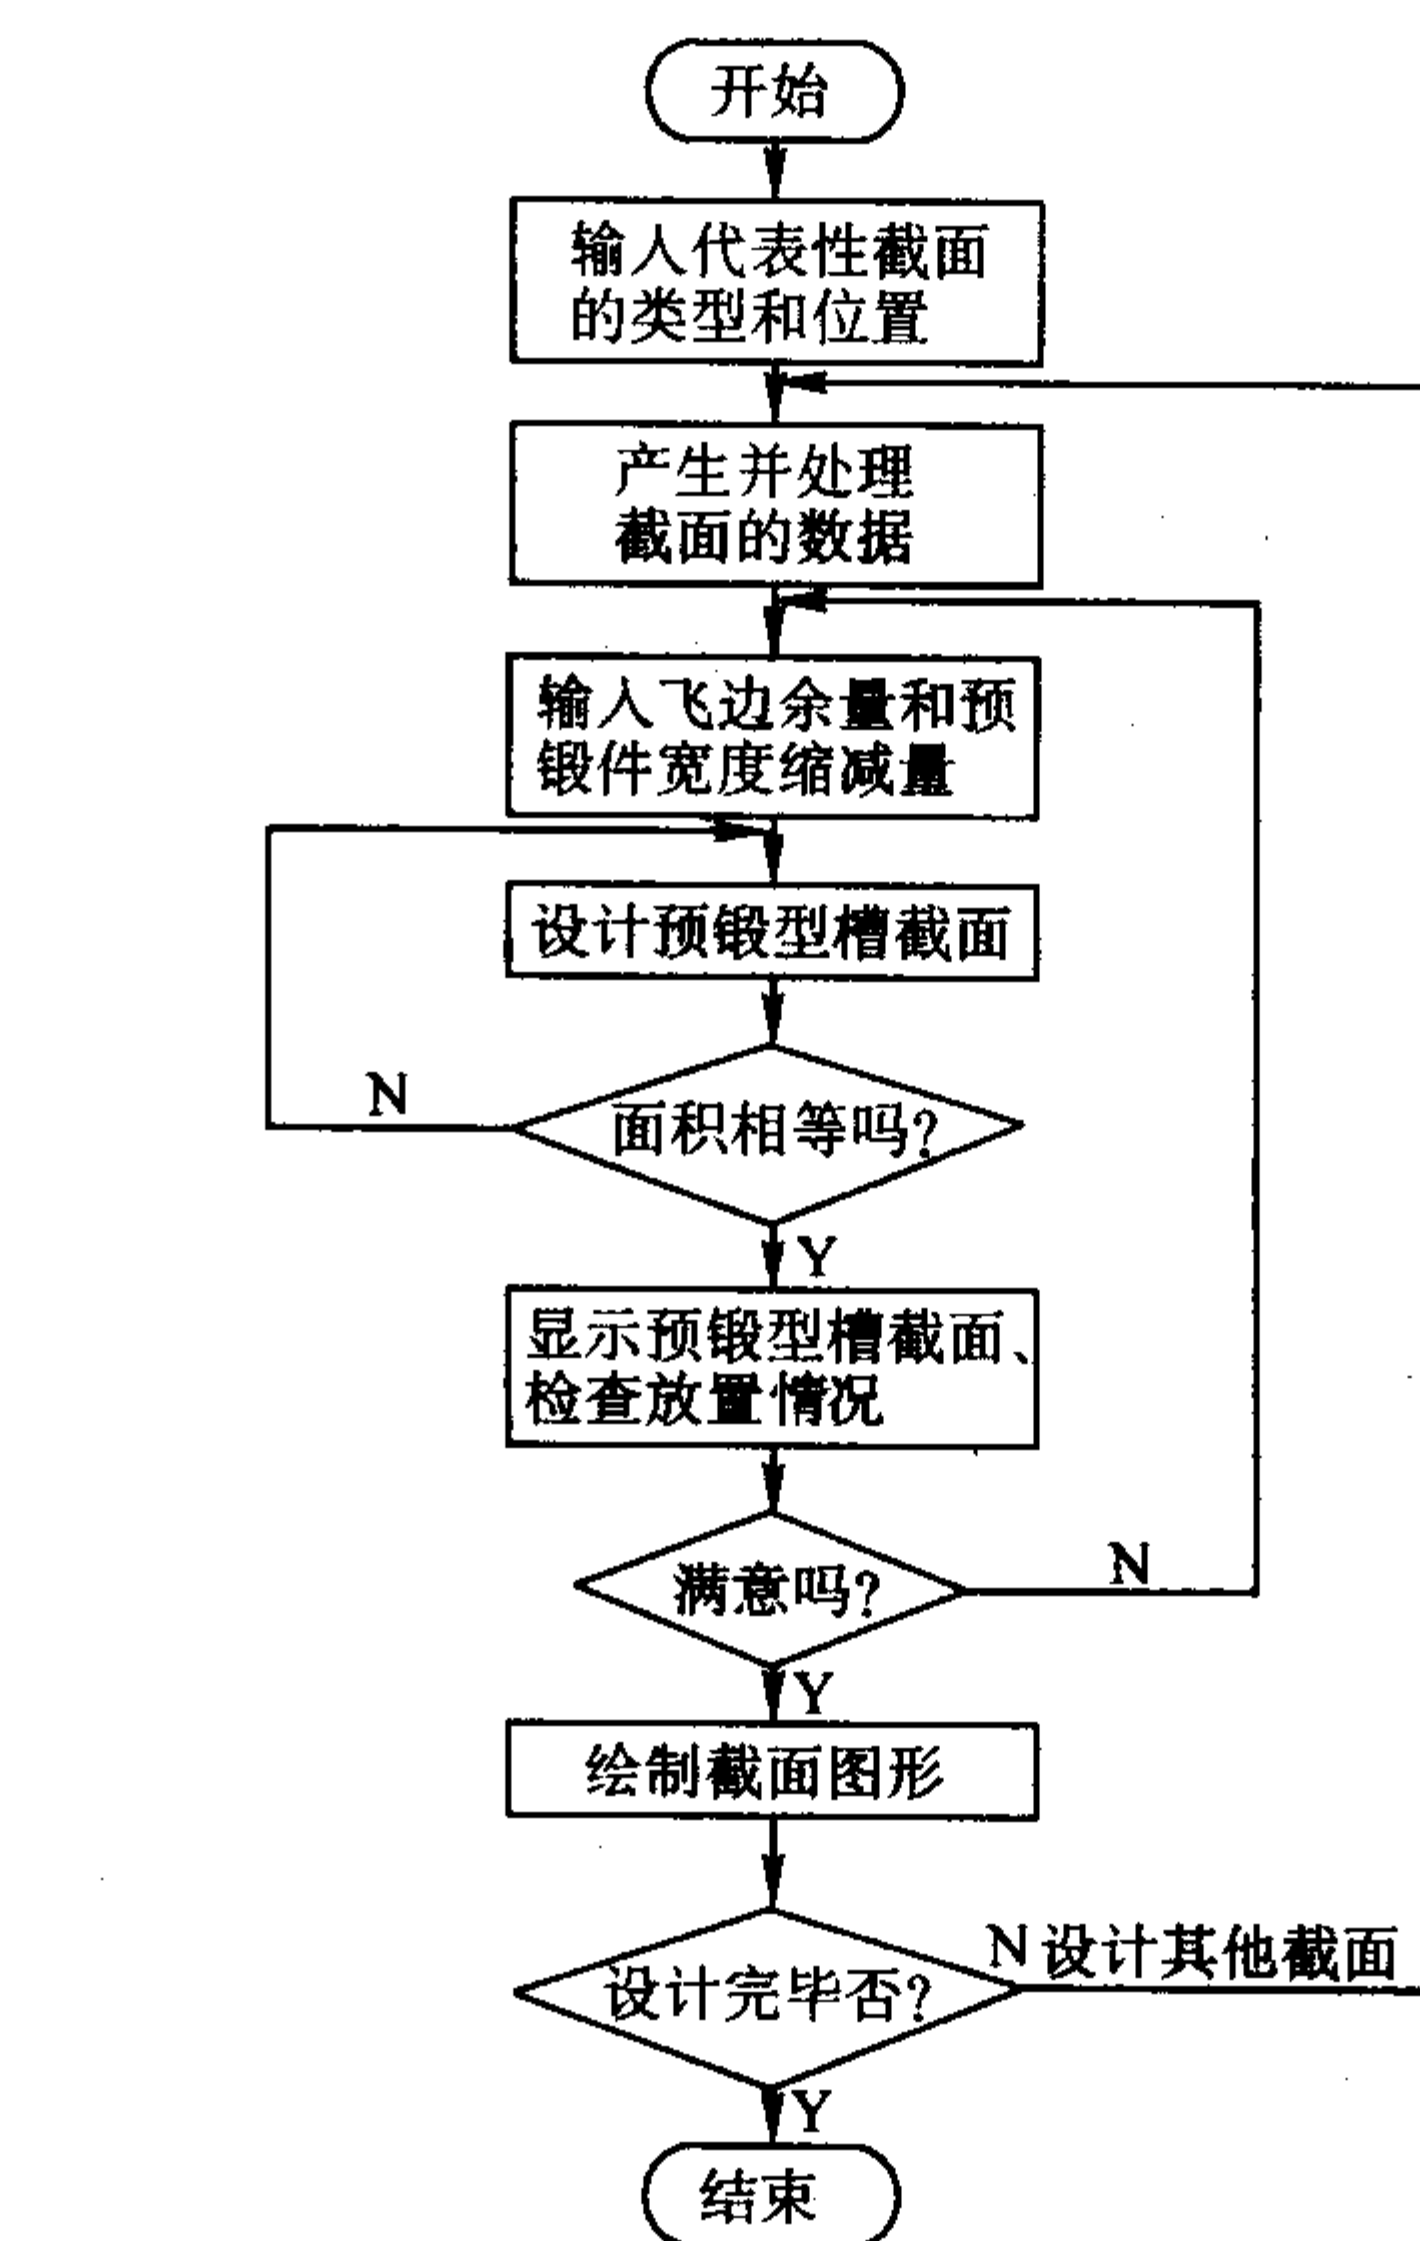 开始
输入代表性截面
的类型和位置
产生并处理
截面的数据
输入飞边余量和预
锻件宽度缩减量
设计预锻型槽截面
N
面积相等吗?
Y
显示预锻型槽截面、
检查放置情况
满意吗?
N
Y
绘制截面图形
N 设计其他截面
设计完毕否?
Y
结束